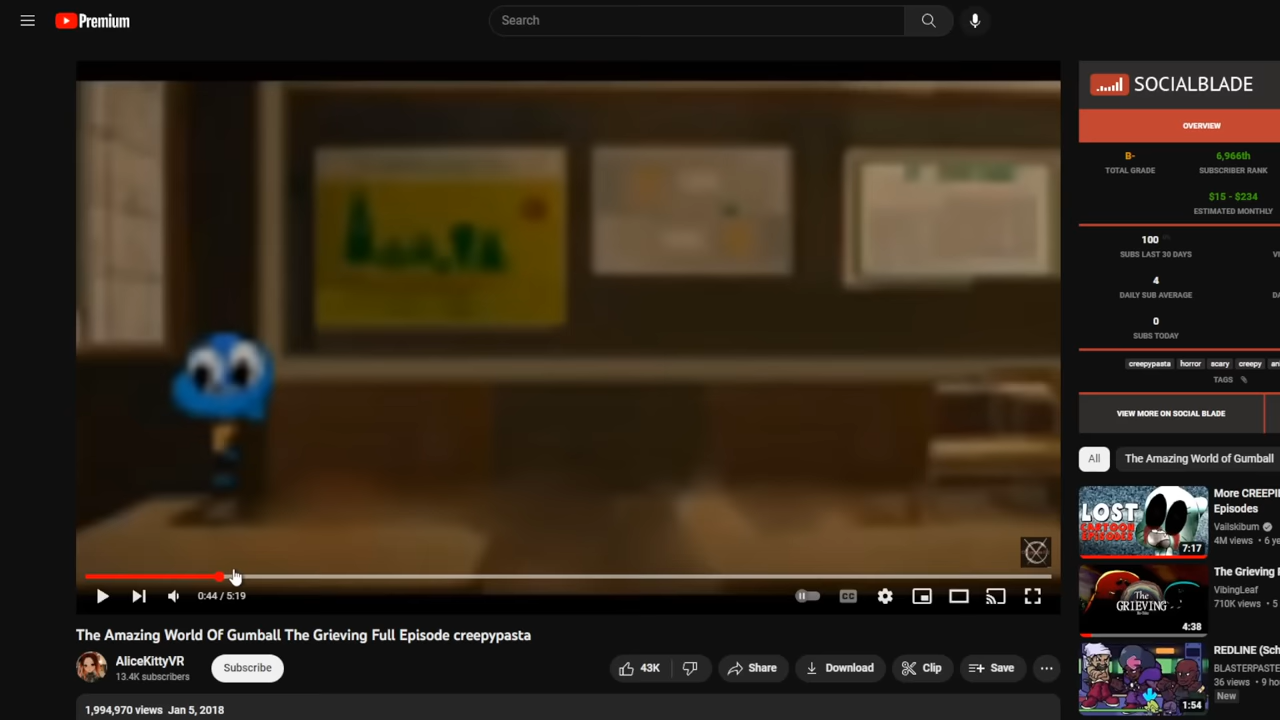 Premium
Search
SOCIALBLADE
OVERVIEW
B-
6,966th
TOTAL GRADE
SUBSCRIBER RANK
$15 - $234
ESTIMATED MONTHLY
100
SUBS LAST 30 DAYS
4
DAILY SUB AVERAGE
0
SUBS TODAY
creepypasta horror scary creepy
TAGS
VIEW MORE ON SOCIAL BLADE
All
The Amazing World of Gumball
LOST
CARTOON
EPISODES
7:17
More CREEPI
Episodes
Vailskibum
4M views • 6 ye
The
GRIEVING
4:38
The Grieving
VibingLeaf
710K views • 5
1:54
REDLINE (Sch
BLASTERPASTE
36 views • 9 ho
New
0:44 / 5:19
CC
The Amazing World Of Gumball The Grieving Full Episode creepypasta
AliceKittyVR
13.4K subscribers
Subscribe
43K
Share
Download
Clip
Save
1,994,970 views Jan 5, 2018